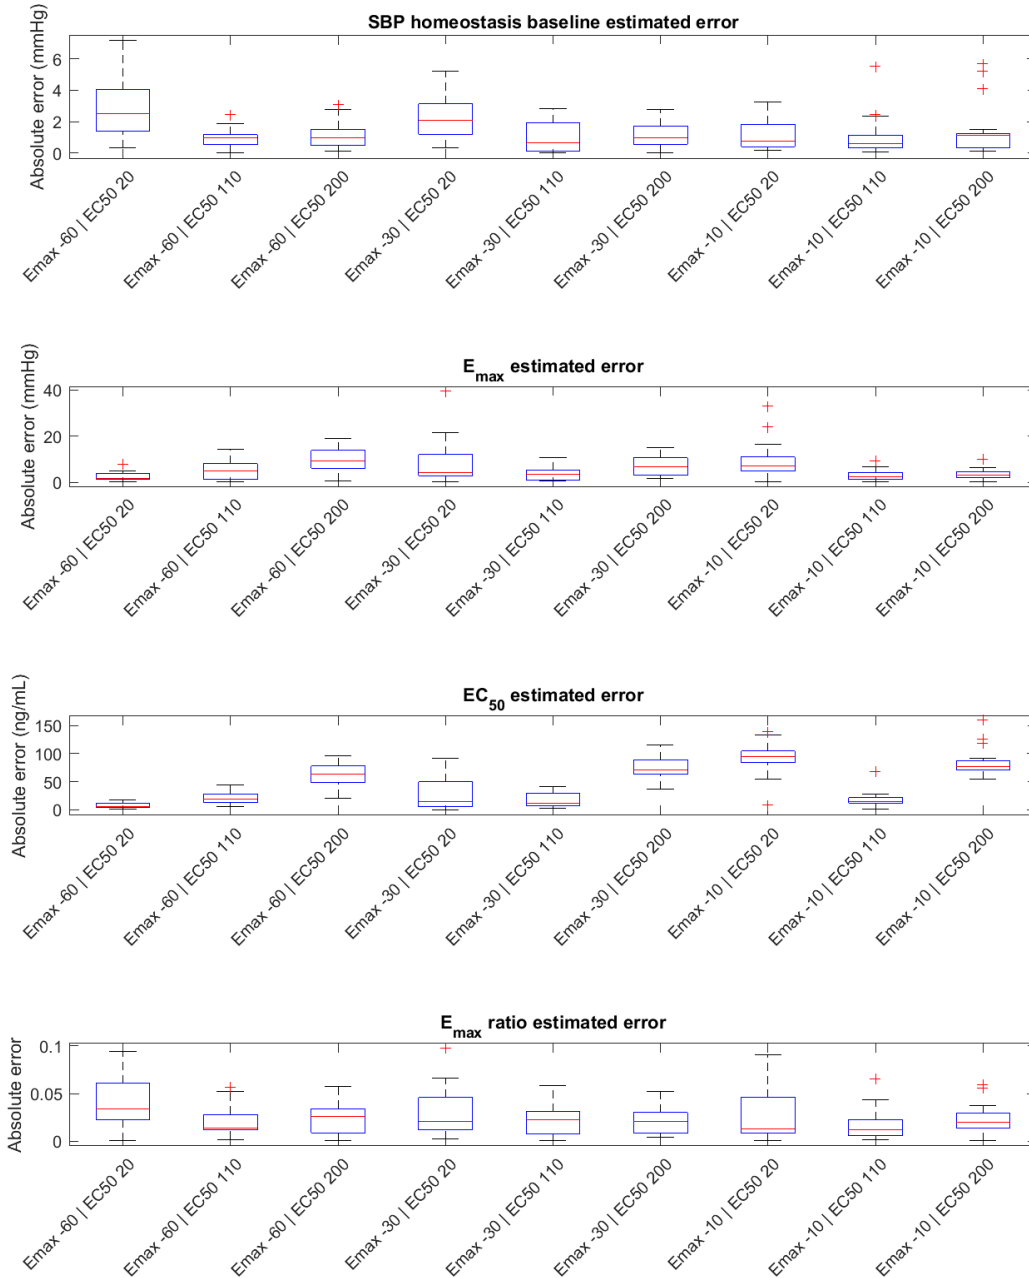 SBP homeostasis baseline estimated error
Absolute error (mmHg)
6
4
2
0
Emax -60 | EC50 20
Emax -60 | EC50 110
Emax -60 | EC50 200
Emax -30 | EC50 20
Emax -30 | EC50 110
Emax -30 | EC50 200
Emax -10 | EC50 20
Emax -10 | EC50 110
Emax -10 | EC50 200
Emax estimated error
Absolute error (mmHg)
40
20
0
Emax -60 | EC50 20
Emax -60 | EC50 110
Emax -60 | EC50 200
Emax -30 | EC50 20
Emax -30 | EC50 110
Emax -30 | EC50 200
Emax -10 | EC50 20
Emax -10 | EC50 110
Emax -10 | EC50 200
EC50 estimated error
Absolute error (ng/mL)
150
100
50
0
Emax -60 | EC50 20
Emax -60 | EC50 110
Emax -60 | EC50 200
Emax -30 | EC50 20
Emax -30 | EC50 110
Emax -30 | EC50 200
Emax -10 | EC50 20
Emax -10 | EC50 110
Emax -10 | EC50 200
Emax ratio estimated error
Absolute error
0.1
0.05
0
Emax -60 | EC50 20
Emax -60 | EC50 110
Emax -60 | EC50 200
Emax -30 | EC50 20
Emax -30 | EC50 110
Emax -30 | EC50 200
Emax -10 | EC50 20
Emax -10 | EC50 110
Emax -10 | EC50 200